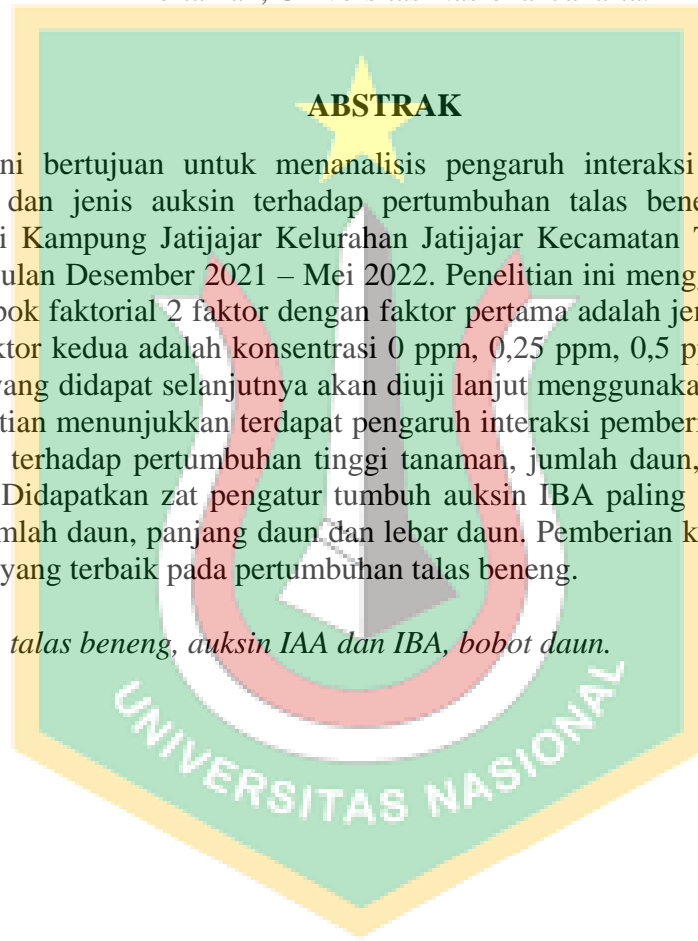 ABSTRAK
ni bertujuan untuk menanalisis pengaruh interaksi
dan jenis auksin terhadap pertumbuhan talas bene
i Kampung Jatijajar Kelurahan Jatijajar Kecamatan T
ulan Desember 2021 – Mei 2022. Penelitian ini mengg
ok faktorial 2 faktor dengan faktor pertama adalah jen
ktor kedua adalah konsentrasi 0 ppm, 0,25 ppm, 0,5 pp
yang didapat selanjutnya akan diuji lanjut menggunaka
itian menunjukkan terdapat pengaruh interaksi pemberi
terhadap pertumbuhan tinggi tanaman, jumlah daun,
Didapatkan zat pengatur tumbuh auksin IBA paling
mlah daun, panjang daun dan lebar daun. Pemberian k
yang terbaik pada pertumbuhan talas beneng.
talas beneng, auksin IAA dan IBA, bobot daun.
UNIVERSITAS NASIONAL